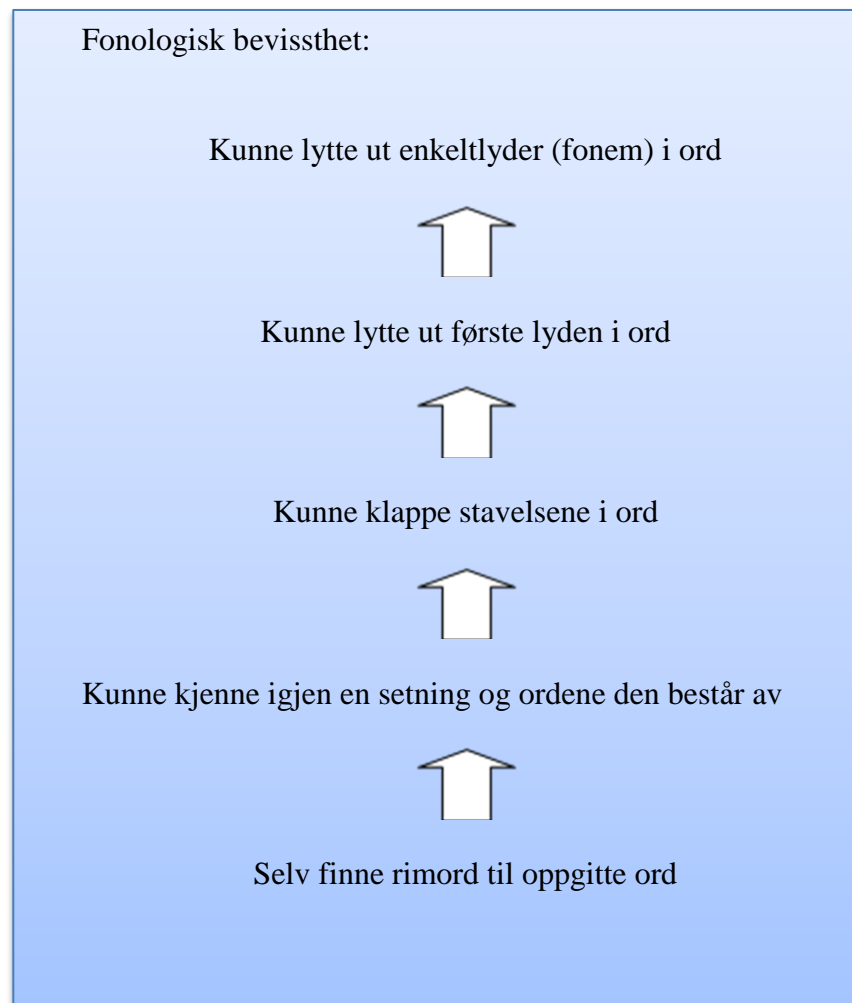 Fonologisk bevissthet:
Kunne lytte ut enkeltlyder (fonem) i ord
Kunne lytte ut første lyden i ord
Kunne klappe stavelsene i ord
Kunne kjenne igjen en setning og ordene den består av
Selv finne rimord til oppgitte ord